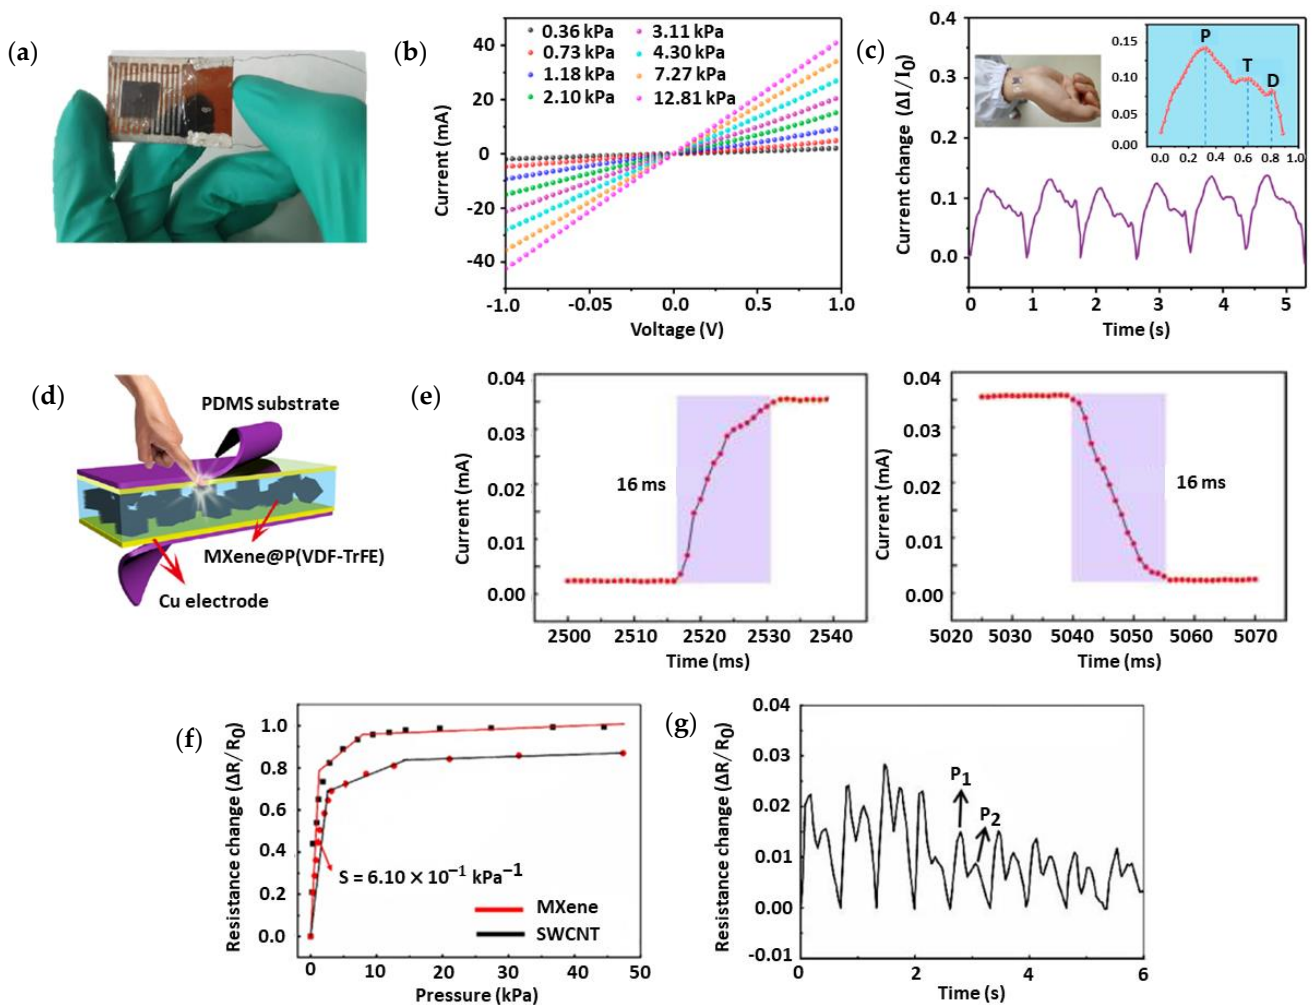 (a)
(b)
40
20
0
-20
-40
Current (mA)
0.36 kPa
0.73 kPa
1.18 kPa
2.10 kPa
3.11 kPa
4.30 kPa
7.27 kPa
12.81 kPa
-1.0 -0.05 0.0 0.5 1.0
Voltage (V)
(c)
0.4
0.3
0.4
0.1
0.0
Current change (ΔI/I0)
0.15
0.10
0.05
0.00
P
T
D
0.0 0.2 0.4 0.6 0.8 1.0
0 1 2 3 4 5
Time (s)
(d)
PDMS substrate
MXene@P(VDF-TrFE)
Cu electrode
(e)
0.04
0.03
0.02
0.01
0.00
Current (mA)
16 ms
2500 2510 2520 2530 2540
Time (ms)
0.04
0.03
0.02
0.01
0.00
Current (mA)
16 ms
5020 5030 5040 5050 5060 5070
Time (ms)
(f)
1.0
0.8
0.6
0.4
0.2
0.0
Resistance change (ΔR/R0)
S = 6.10 × 10−1 kPa−1
MXene
SWCNT
0 10 20 30 40 50
Pressure (kPa)
(g)
0.04
0.03
0.02
0.01
0.00
-0.01
Resistance change (ΔR/R0)
P1
P2
0 2 4 6
Time (s)